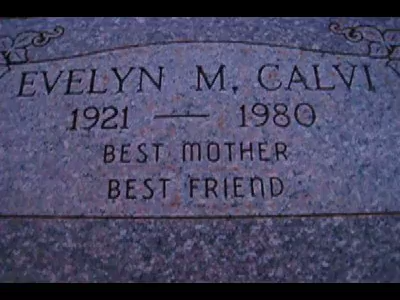 EVELYN M. CALVI
1921 — 1980
BEST MOTHER
BEST FRIEND